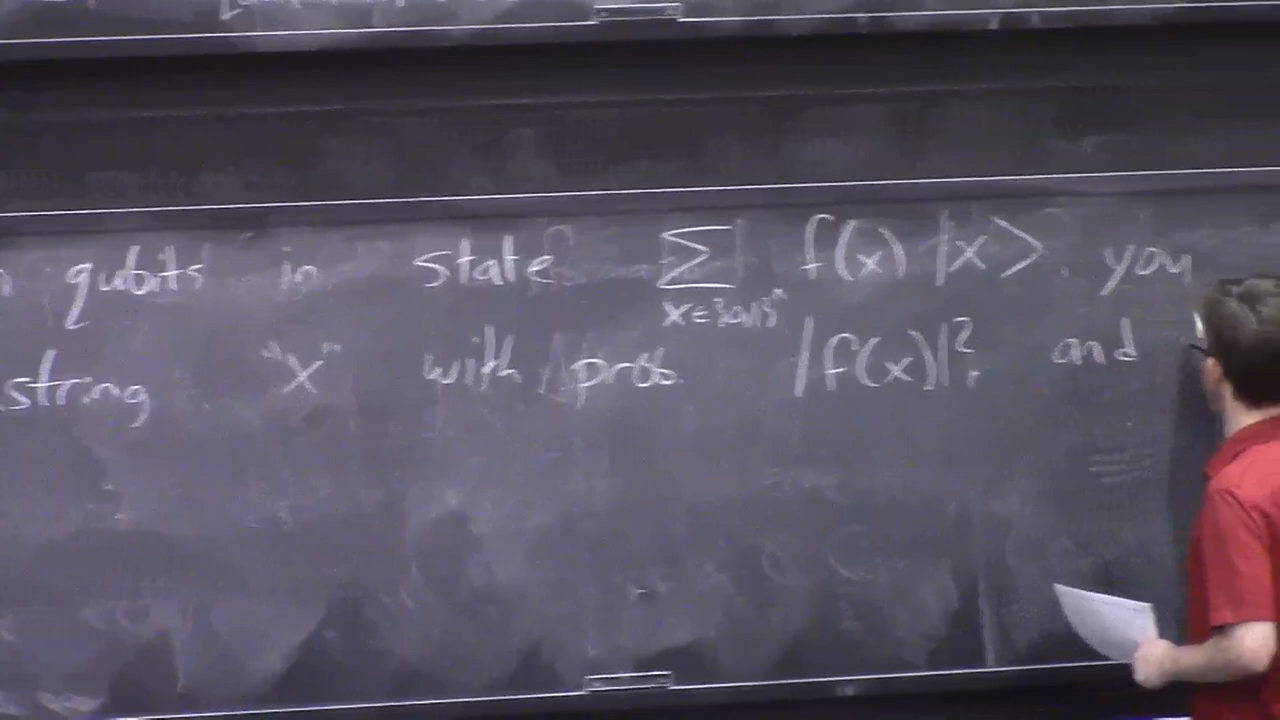 n qubits in state ∑ f(x) |x>, you
x∈{0,1}ⁿ
string "x" with prob. |f(x)|², and